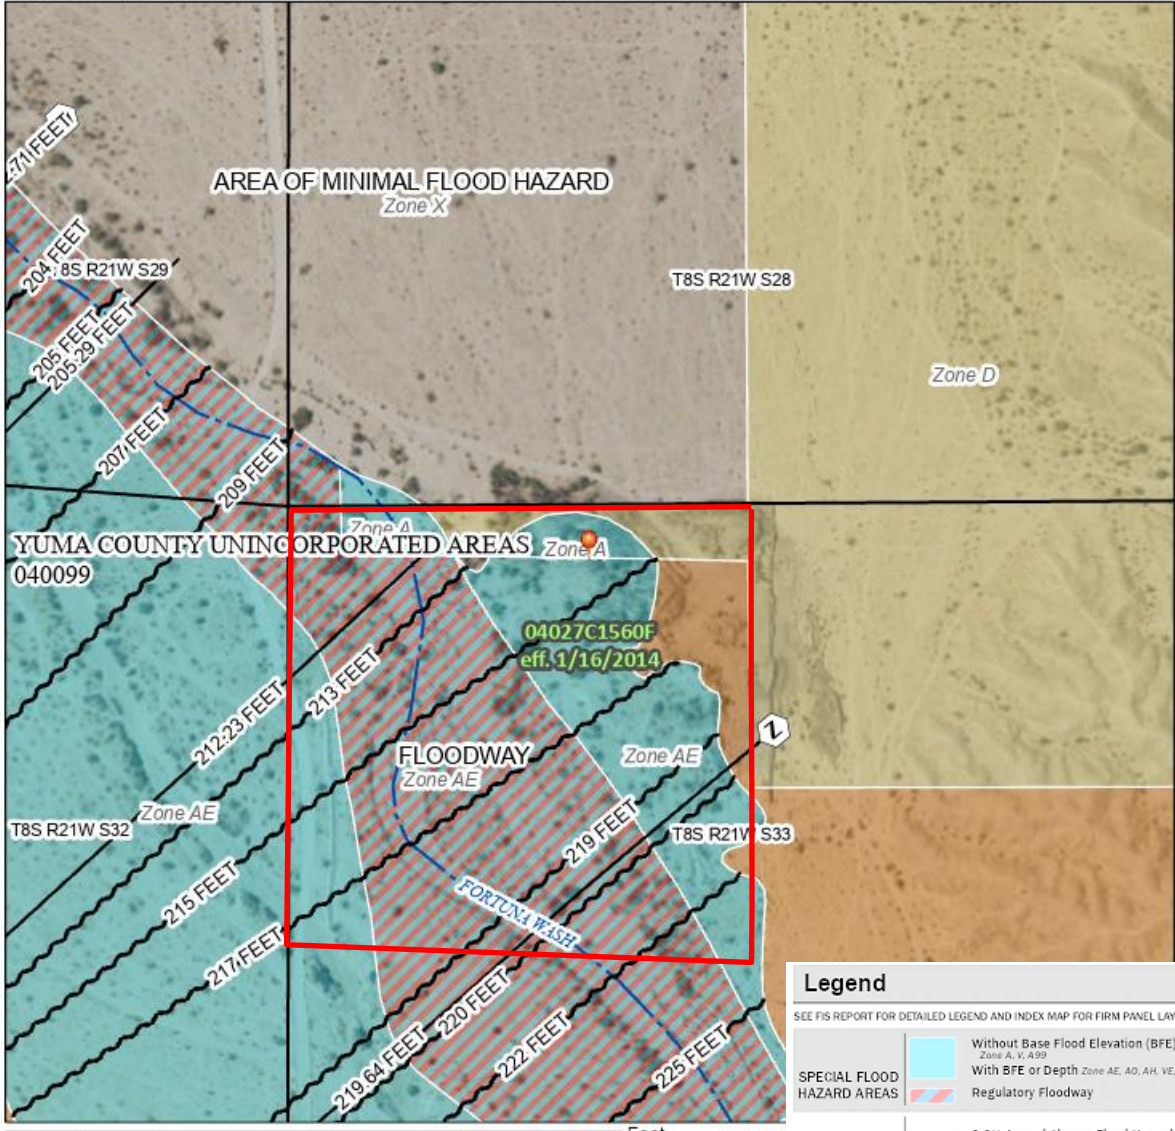 AREA OF MINIMAL FLOOD HAZARD
Zone X
204 FEET
8S R21W S29
T8S R21W S28
205 FEET
205.29 FEET
Zone D
207 FEET
209 FEET
Zone A
YUMA COUNTY UNINCORPORATED AREAS
040099
Zone A
04027C1560F
eff. 1/16/2014
213 FEET
212.23 FEET
Z
FLOODWAY
Zone AE
Zone AE
Zone AE
T8S R21W S32
219 FEET
T8S R21W S33
215 FEET
FORTUNA WASH
217 FEET
220 FEET
219.64 FEET
222 FEET
225 FEET
Legend
SEE FIS REPORT FOR DETAILED LEGEND AND INDEX MAP FOR FIRM PANEL LAY
Without Base Flood Elevation (BFE)
Zone A, V, A99
SPECIAL FLOOD
HAZARD AREAS
With BFE or Depth Zone AE, AO, AH, VE,
Regulatory Floodway